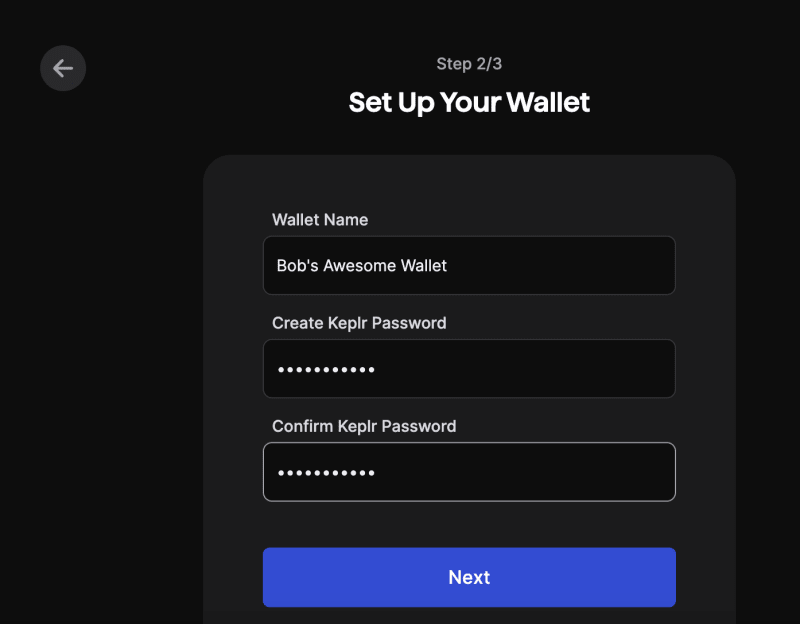 Step 2/3
Set Up Your Wallet
Wallet Name
Bob's Awesome Wallet
Create Keplr Password
•••••••••••
Confirm Keplr Password
•••••••••••
Next